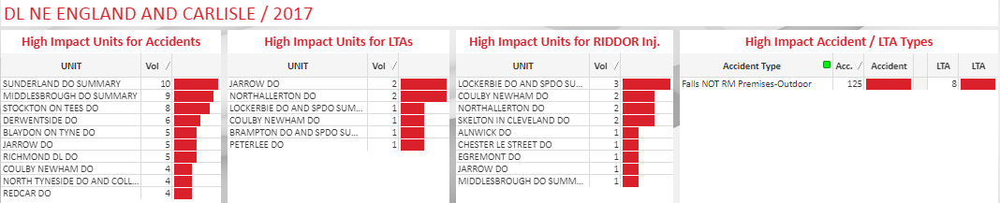 DL NE ENGLAND AND CARLISLE / 2017
High Impact Units for Accidents
UNIT Vol /
SUNDERLAND DO SUMMARY 10
MIDDLESBROUGH DO SUMMARY 9
STOCKTON ON TEES DO 8
DERWENTSIDE DO 6
BLAYDON ON TYNE DO 5
JARROW DO 5
RICHMOND DL DO 5
COULBY NEWHAM DO 4
NORTH TYNESIDE DO AND COLL... 4
REDCAR DO 4
High Impact Units for LTAs
UNIT Vol /
JARROW DO 2
NORTHALLERTON DO 2
LOCKERBIE DO AND SPDO SUM... 1
COULBY NEWHAM DO 1
BRAMPTON DO AND SPDO SU... 1
PETERLEE DO 1
High Impact Units for RIDDOR Inj.
UNIT Vol /
LOCKERBIE DO AND SPDO SU... 3
COULBY NEWHAM DO 2
NORTHALLERTON DO 2
SKELTON IN CLEVELAND DO 2
ALNWICK DO 1
CHESTER LE STREET DO 1
EGREMONT DO 1
JARROW DO 1
MIDDLESBROUGH DO SUMM... 1
High Impact Accident / LTA Types
Accident Type Acc. / Accident LTA LTA
Falls NOT RM Premises-Outdoor 125 8